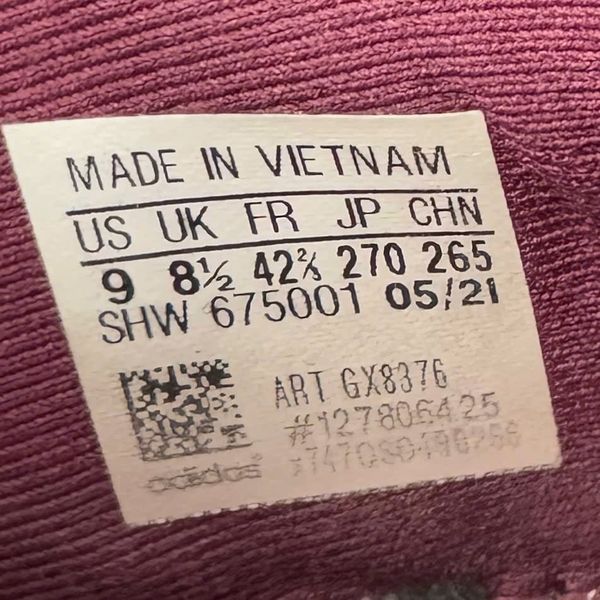 MADE IN VIETNAM
US UK FR JP CHN
9 8½ 42⅔ 270 265
SHW 675001 05/21
ART GX8376
#127806425
adidas